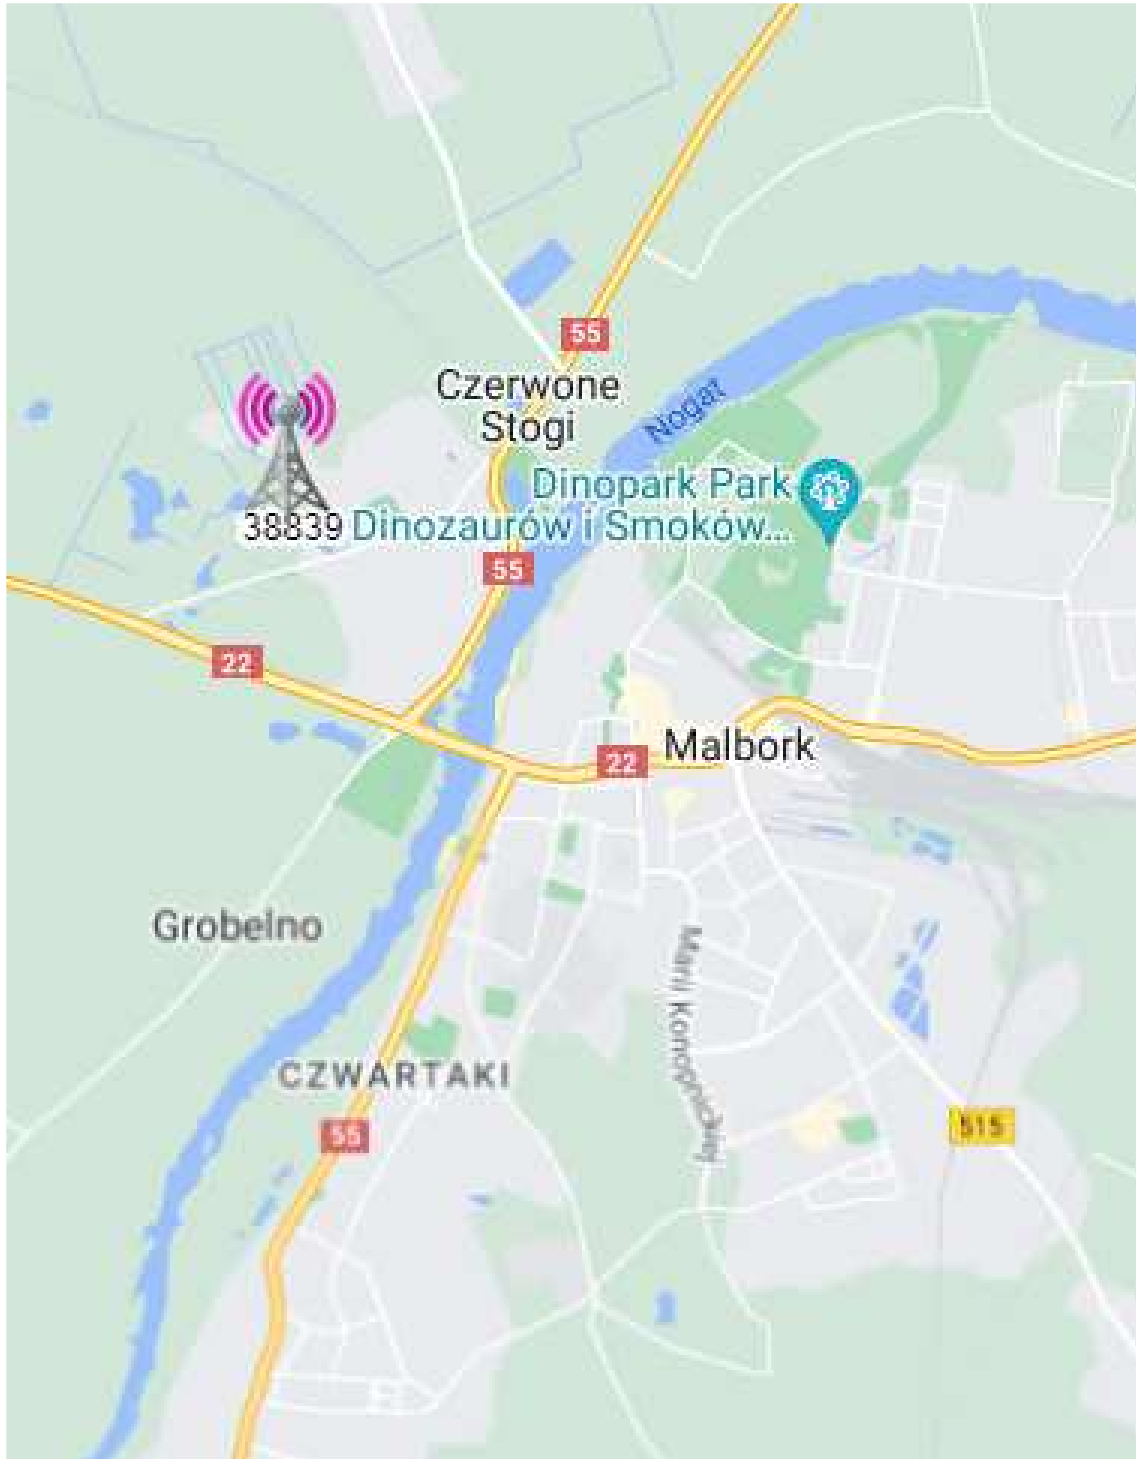 55
Czerwone
Stogi
Nogat
Dinopark Park
38839 Dinozaurów i Smoków...
55
22
22
Malbork
Grobelno
Marii Konopnickiej
CZWARTAKI
55
515